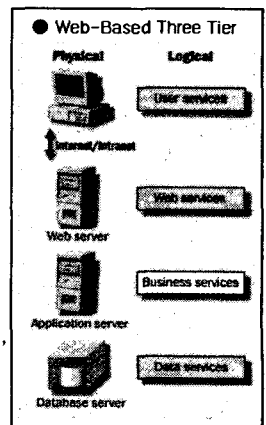 ● Web-Based Three Tier
Physical Logical
User services
Internet/Intranet
Web services
Web server
Business services
Application server
Data services
Database server